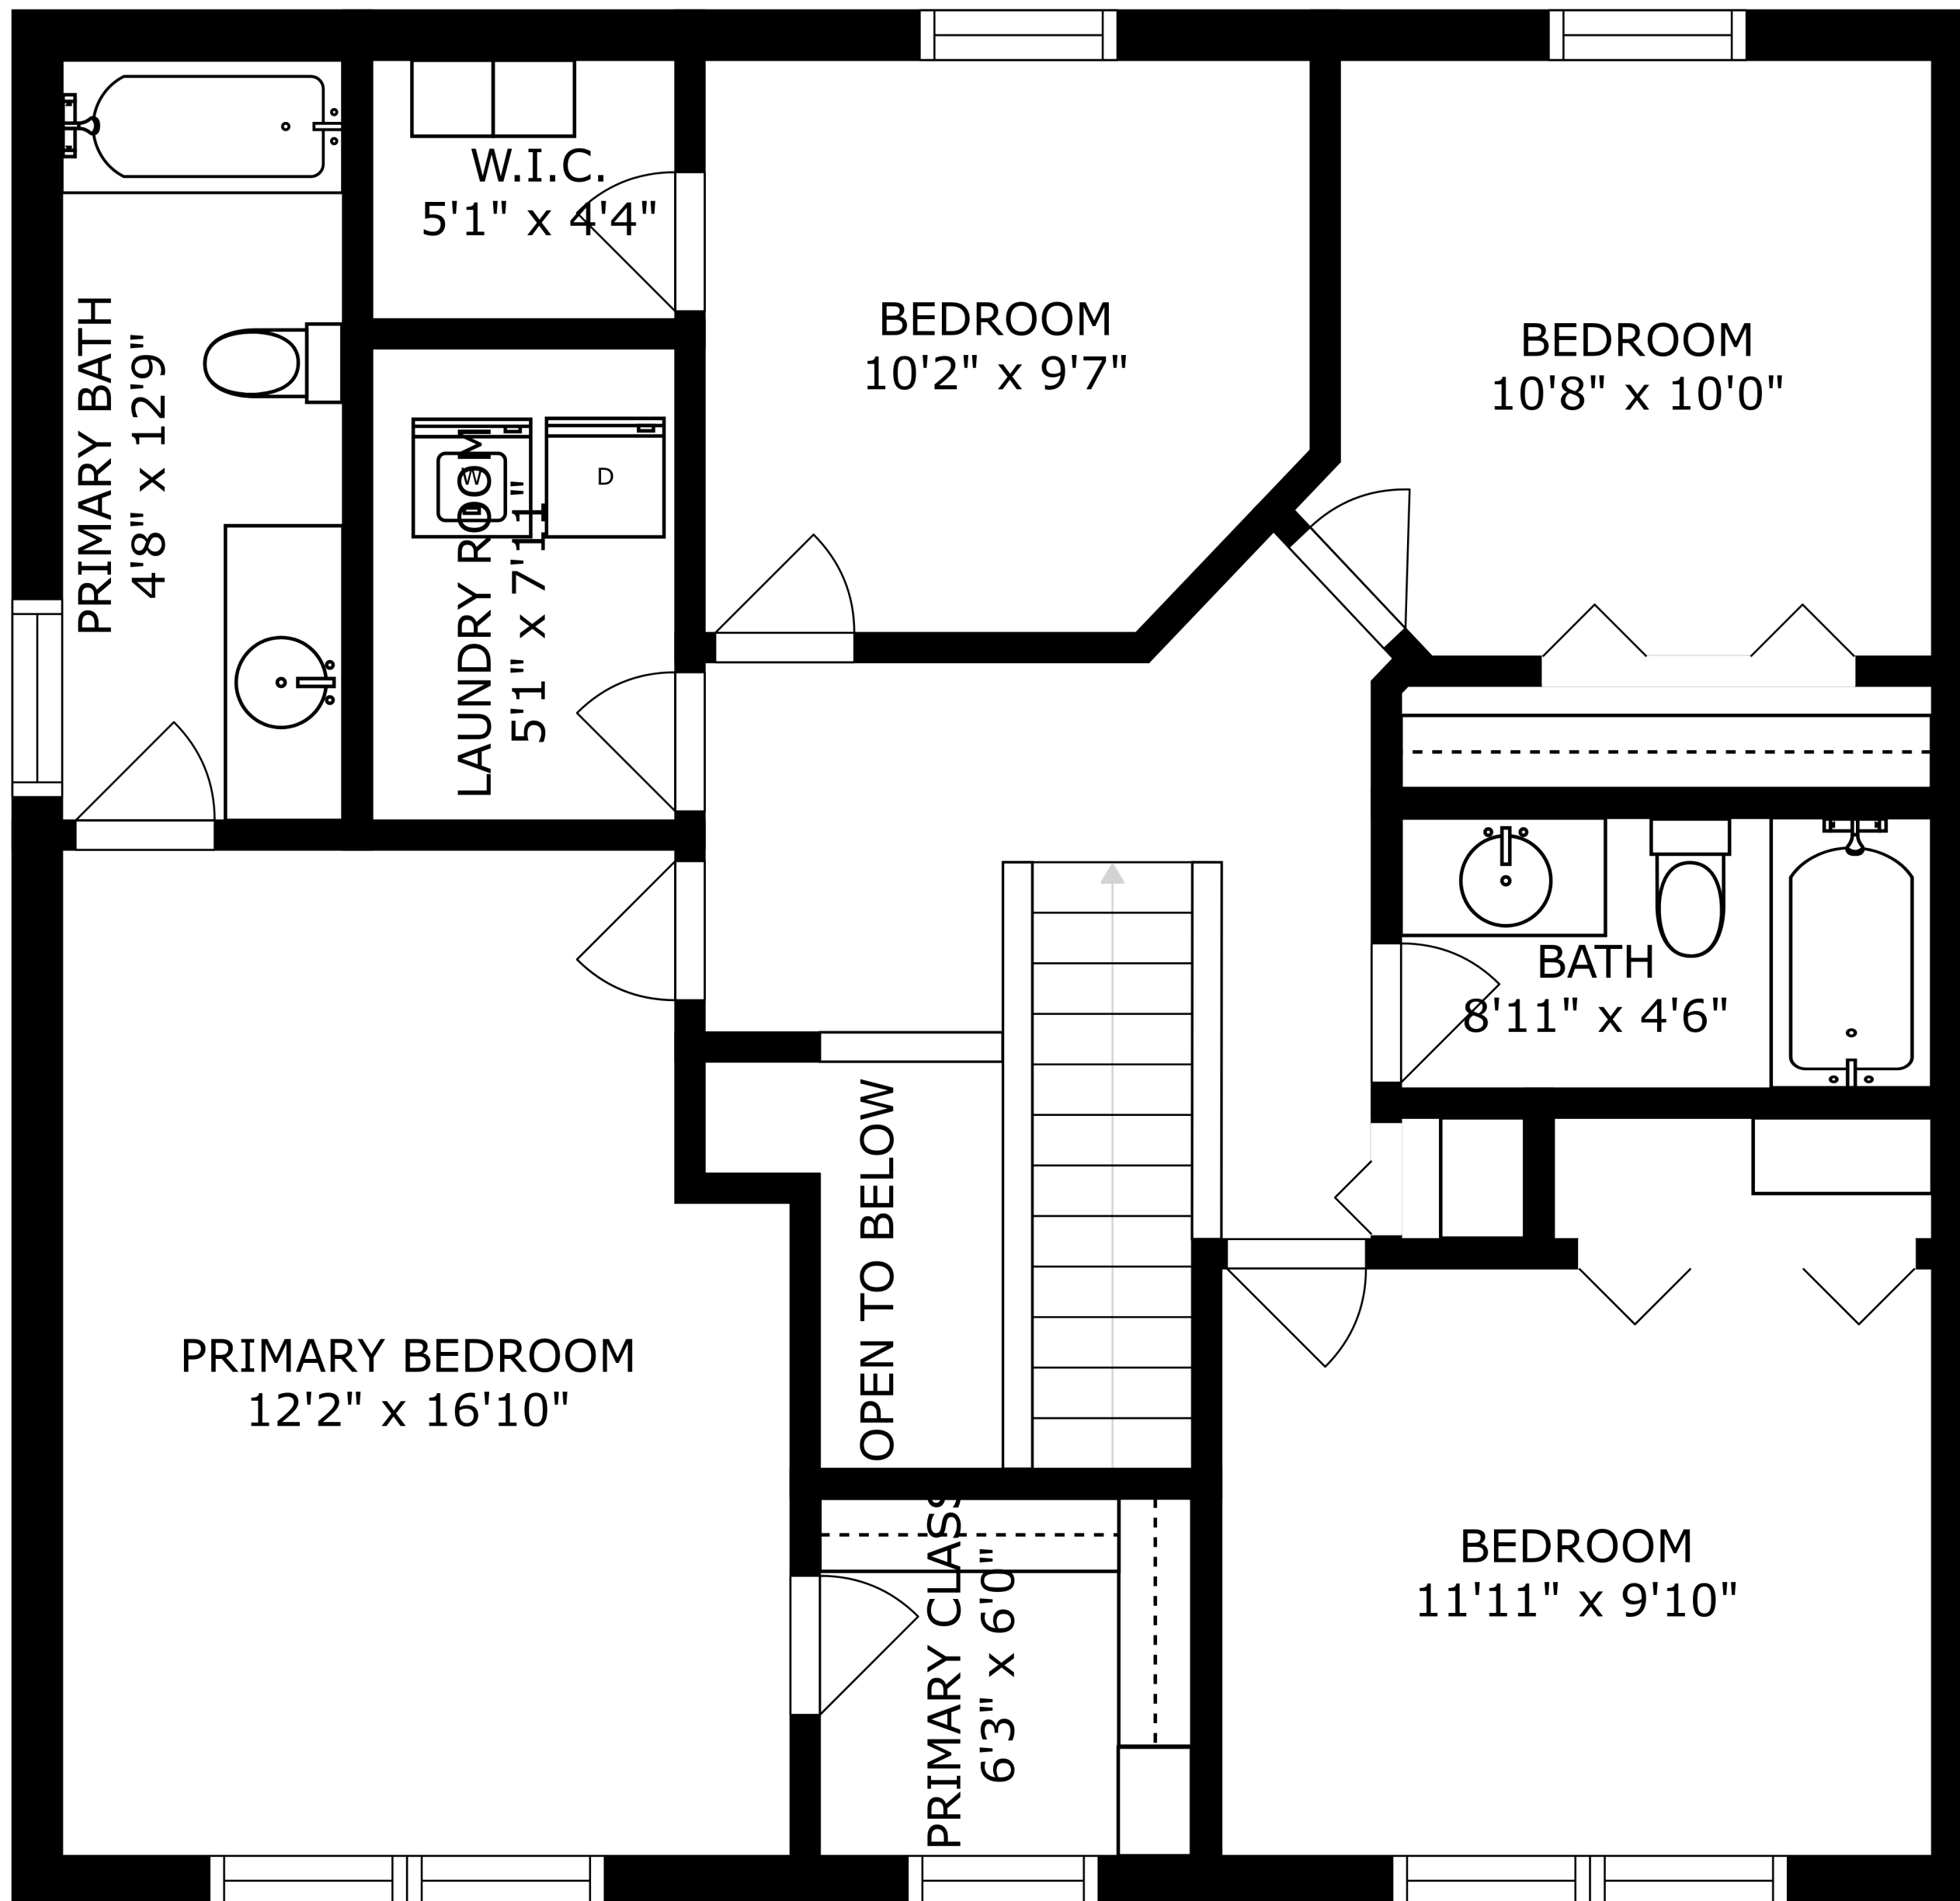 W.I.C.
5'1" x 4'4"
BEDROOM
10'2" x 9'7"
BEDROOM
10'8" x 10'0"
PRIMARY BATH
4'8" x 12'9"
W
D
LAUNDRY ROOM
5'1" x 7'11"
BATH
8'11" x 4'6"
OPEN TO BELOW
PRIMARY BEDROOM
12'2" x 16'10"
PRIMARY CLASS
6'3" x 6'0"
BEDROOM
11'11" x 9'10"